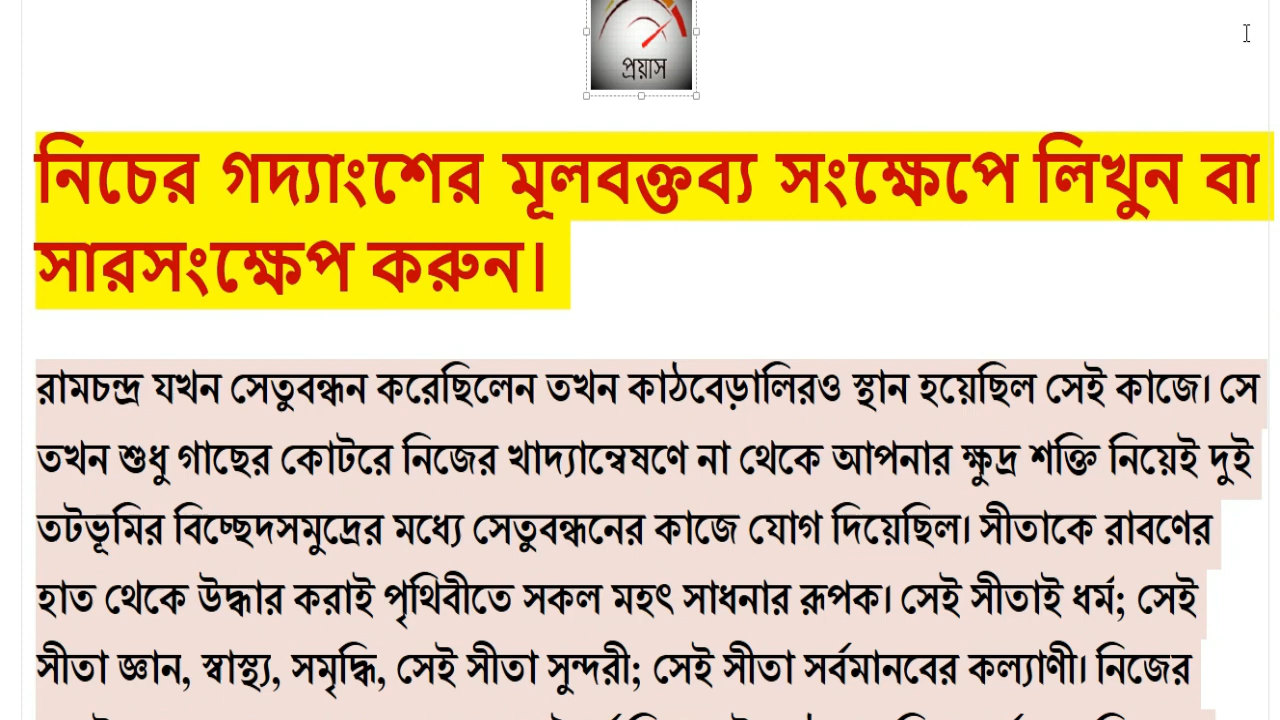 প্রয়াস
নিচের গদ্যাংশের মূলবক্তব্য সংক্ষেপে লিখুন বা
সারসংক্ষেপ করুন।
রামচন্দ্র যখন সেতুবন্ধন করেছিলেন তখন কাঠবেড়ালিরও স্থান হয়েছিল সেই কাজে। সে
তখন শুধু গাছের কোটরে নিজের খাদ্যান্বেষণে না থেকে আপনার ক্ষুদ্র শক্তি নিয়েই দুই
তটভূমির বিচ্ছেদসমুদ্রের মধ্যে সেতুবন্ধনের কাজে যোগ দিয়েছিল। সীতাকে রাবণের
হাত থেকে উদ্ধার করাই পৃথিবীতে সকল মহৎ সাধনার রূপক। সেই সীতাই ধর্ম; সেই
সীতা জ্ঞান, স্বাস্থ্য, সমৃদ্ধি, সেই সীতা সুন্দরী; সেই সীতা সর্বমানবের কল্যাণী। নিজের